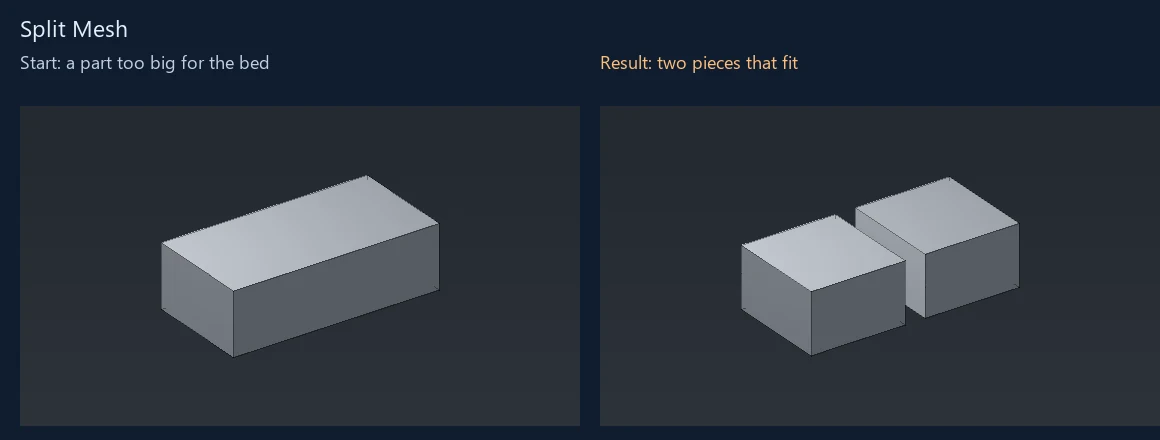 Split Mesh
Start: a part too big for the bed
Result: two pieces that fit